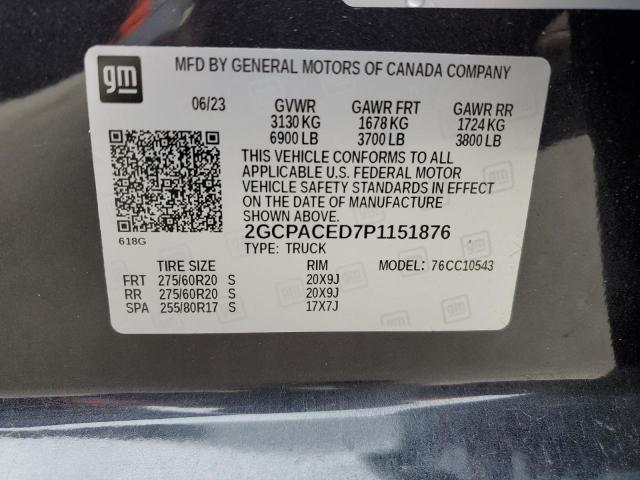 gm
MFD BY GENERAL MOTORS OF CANADA COMPANY
06/23 GVWR GAWR FRT GAWR RR
3130 KG 1678 KG 1724 KG
6900 LB 3700 LB 3800 LB
THIS VEHICLE CONFORMS TO ALL
APPLICABLE U.S. FEDERAL MOTOR
VEHICLE SAFETY STANDARDS IN EFFECT
ON THE DATE OF MANUFACTURE
SHOWN ABOVE.
618G
2GCPACED7P1151876
TYPE: TRUCK
TIRE SIZE RIM MODEL: 76CC10543
FRT 275/60R20 S 20X9J
RR 275/60R20 S 20X9J
SPA 255/80R17 S 17X7J